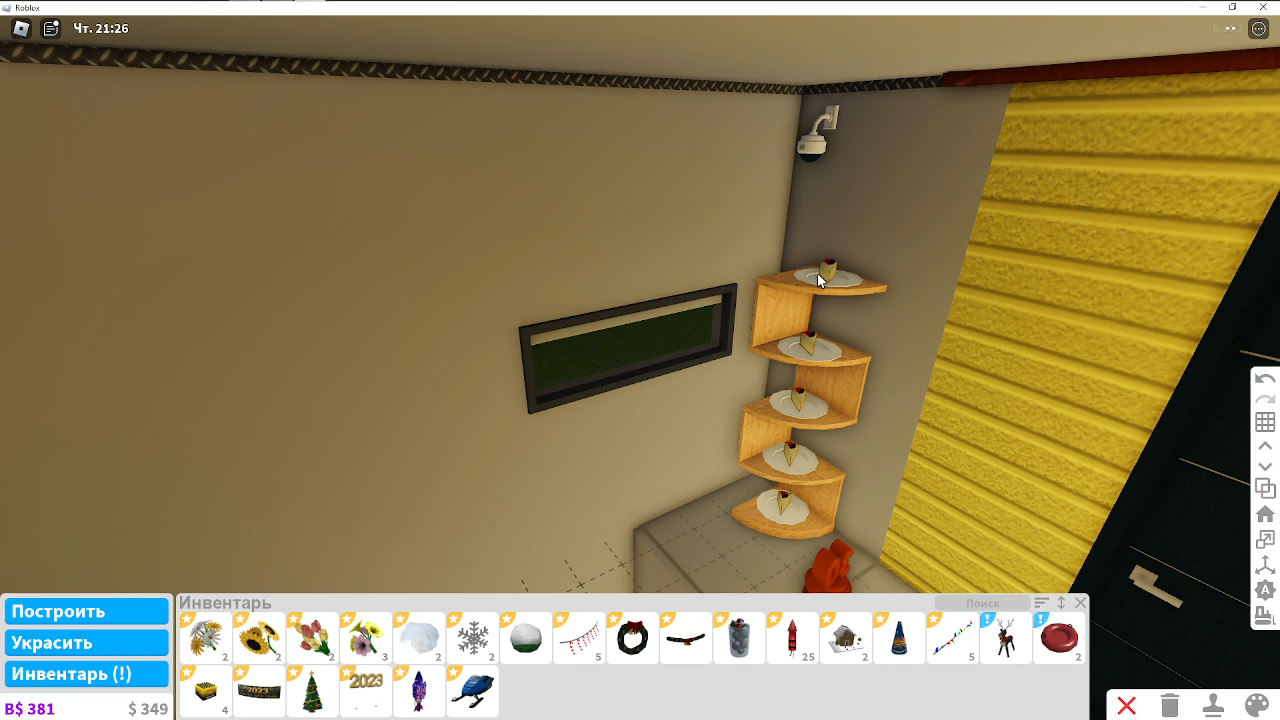 Roblox
Чт. 21:26
Построить
Украсить
Инвентарь (!)
B$ 381
$ 349
Инвентарь
Поиск
2
2
2
3
2
2
5
25
2
5
2
4
2023
2023
A